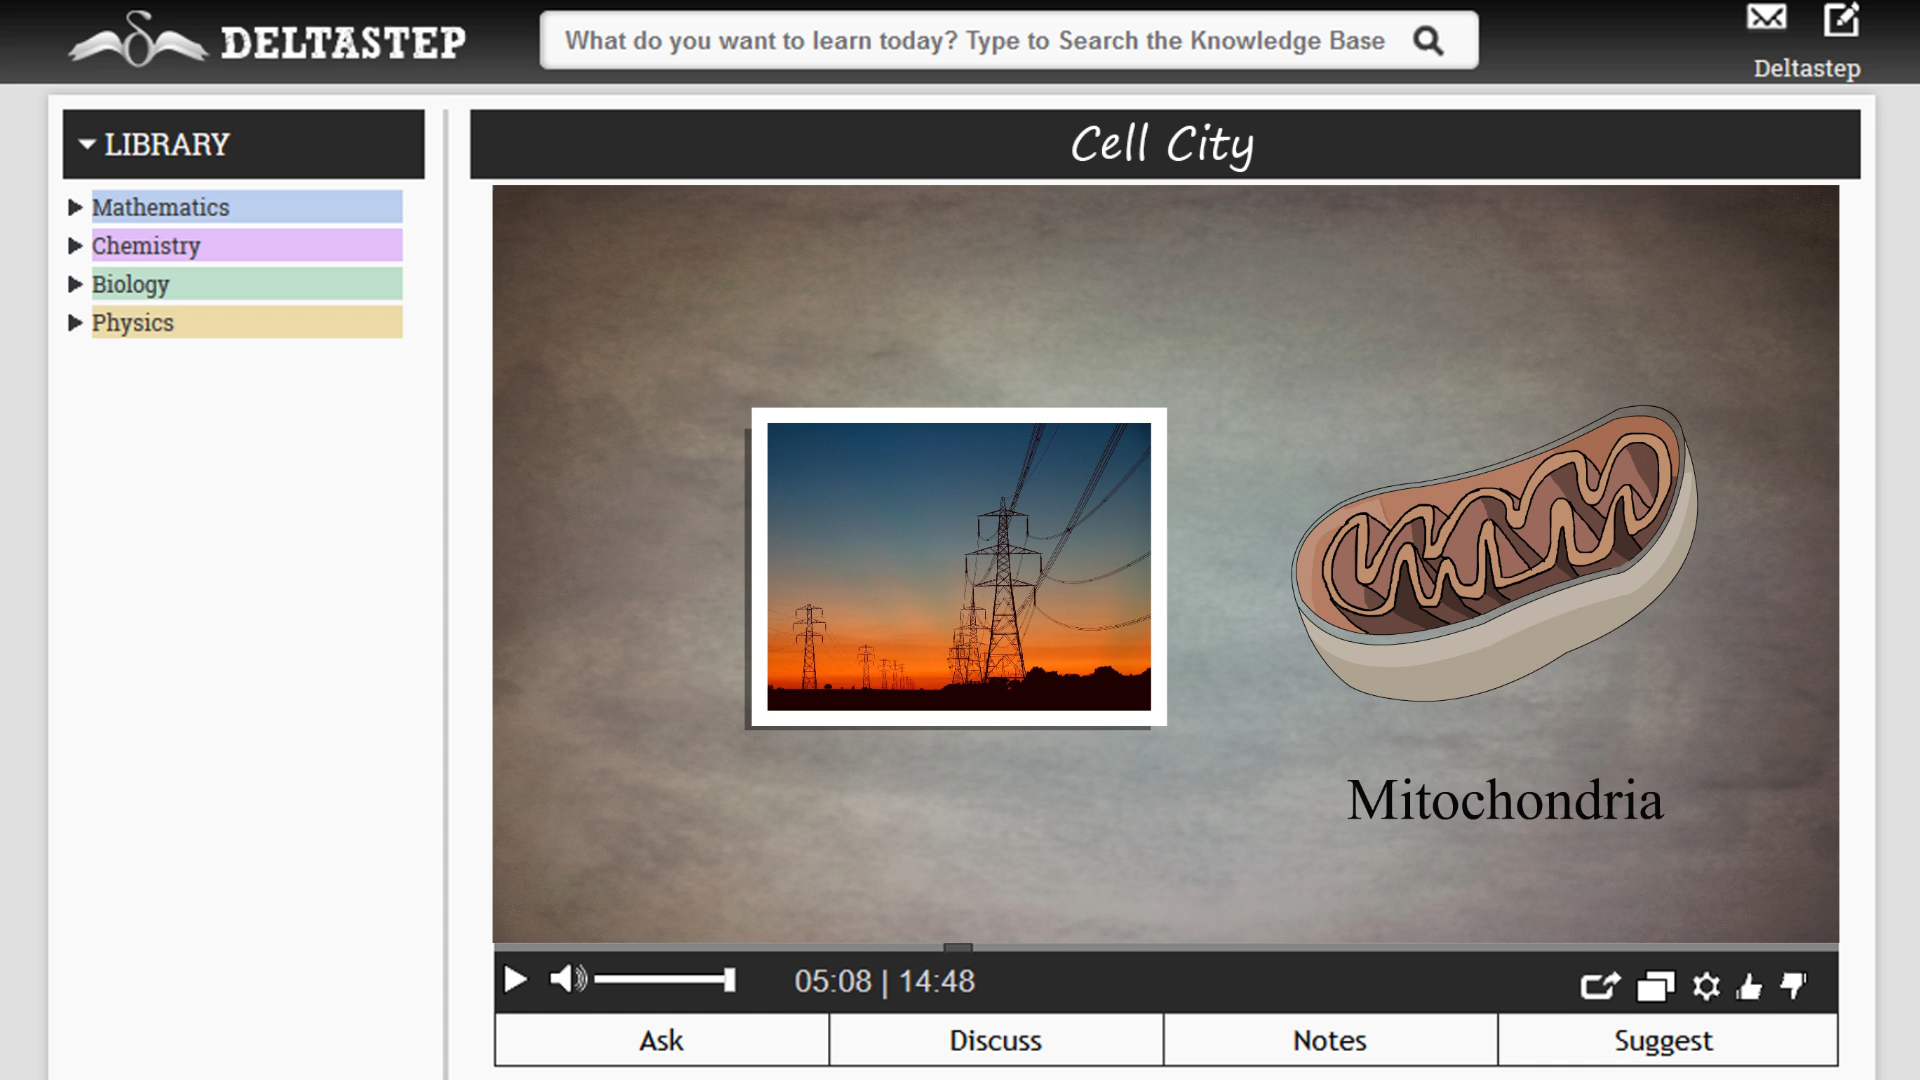 DELTASTEP
What do you want to learn today? Type to Search the Knowledge Base
Deltastep
LIBRARY
Mathematics
Chemistry
Biology
Physics
Cell City
Mitochondria
05:08 | 14:48
Ask
Discuss
Notes
Suggest